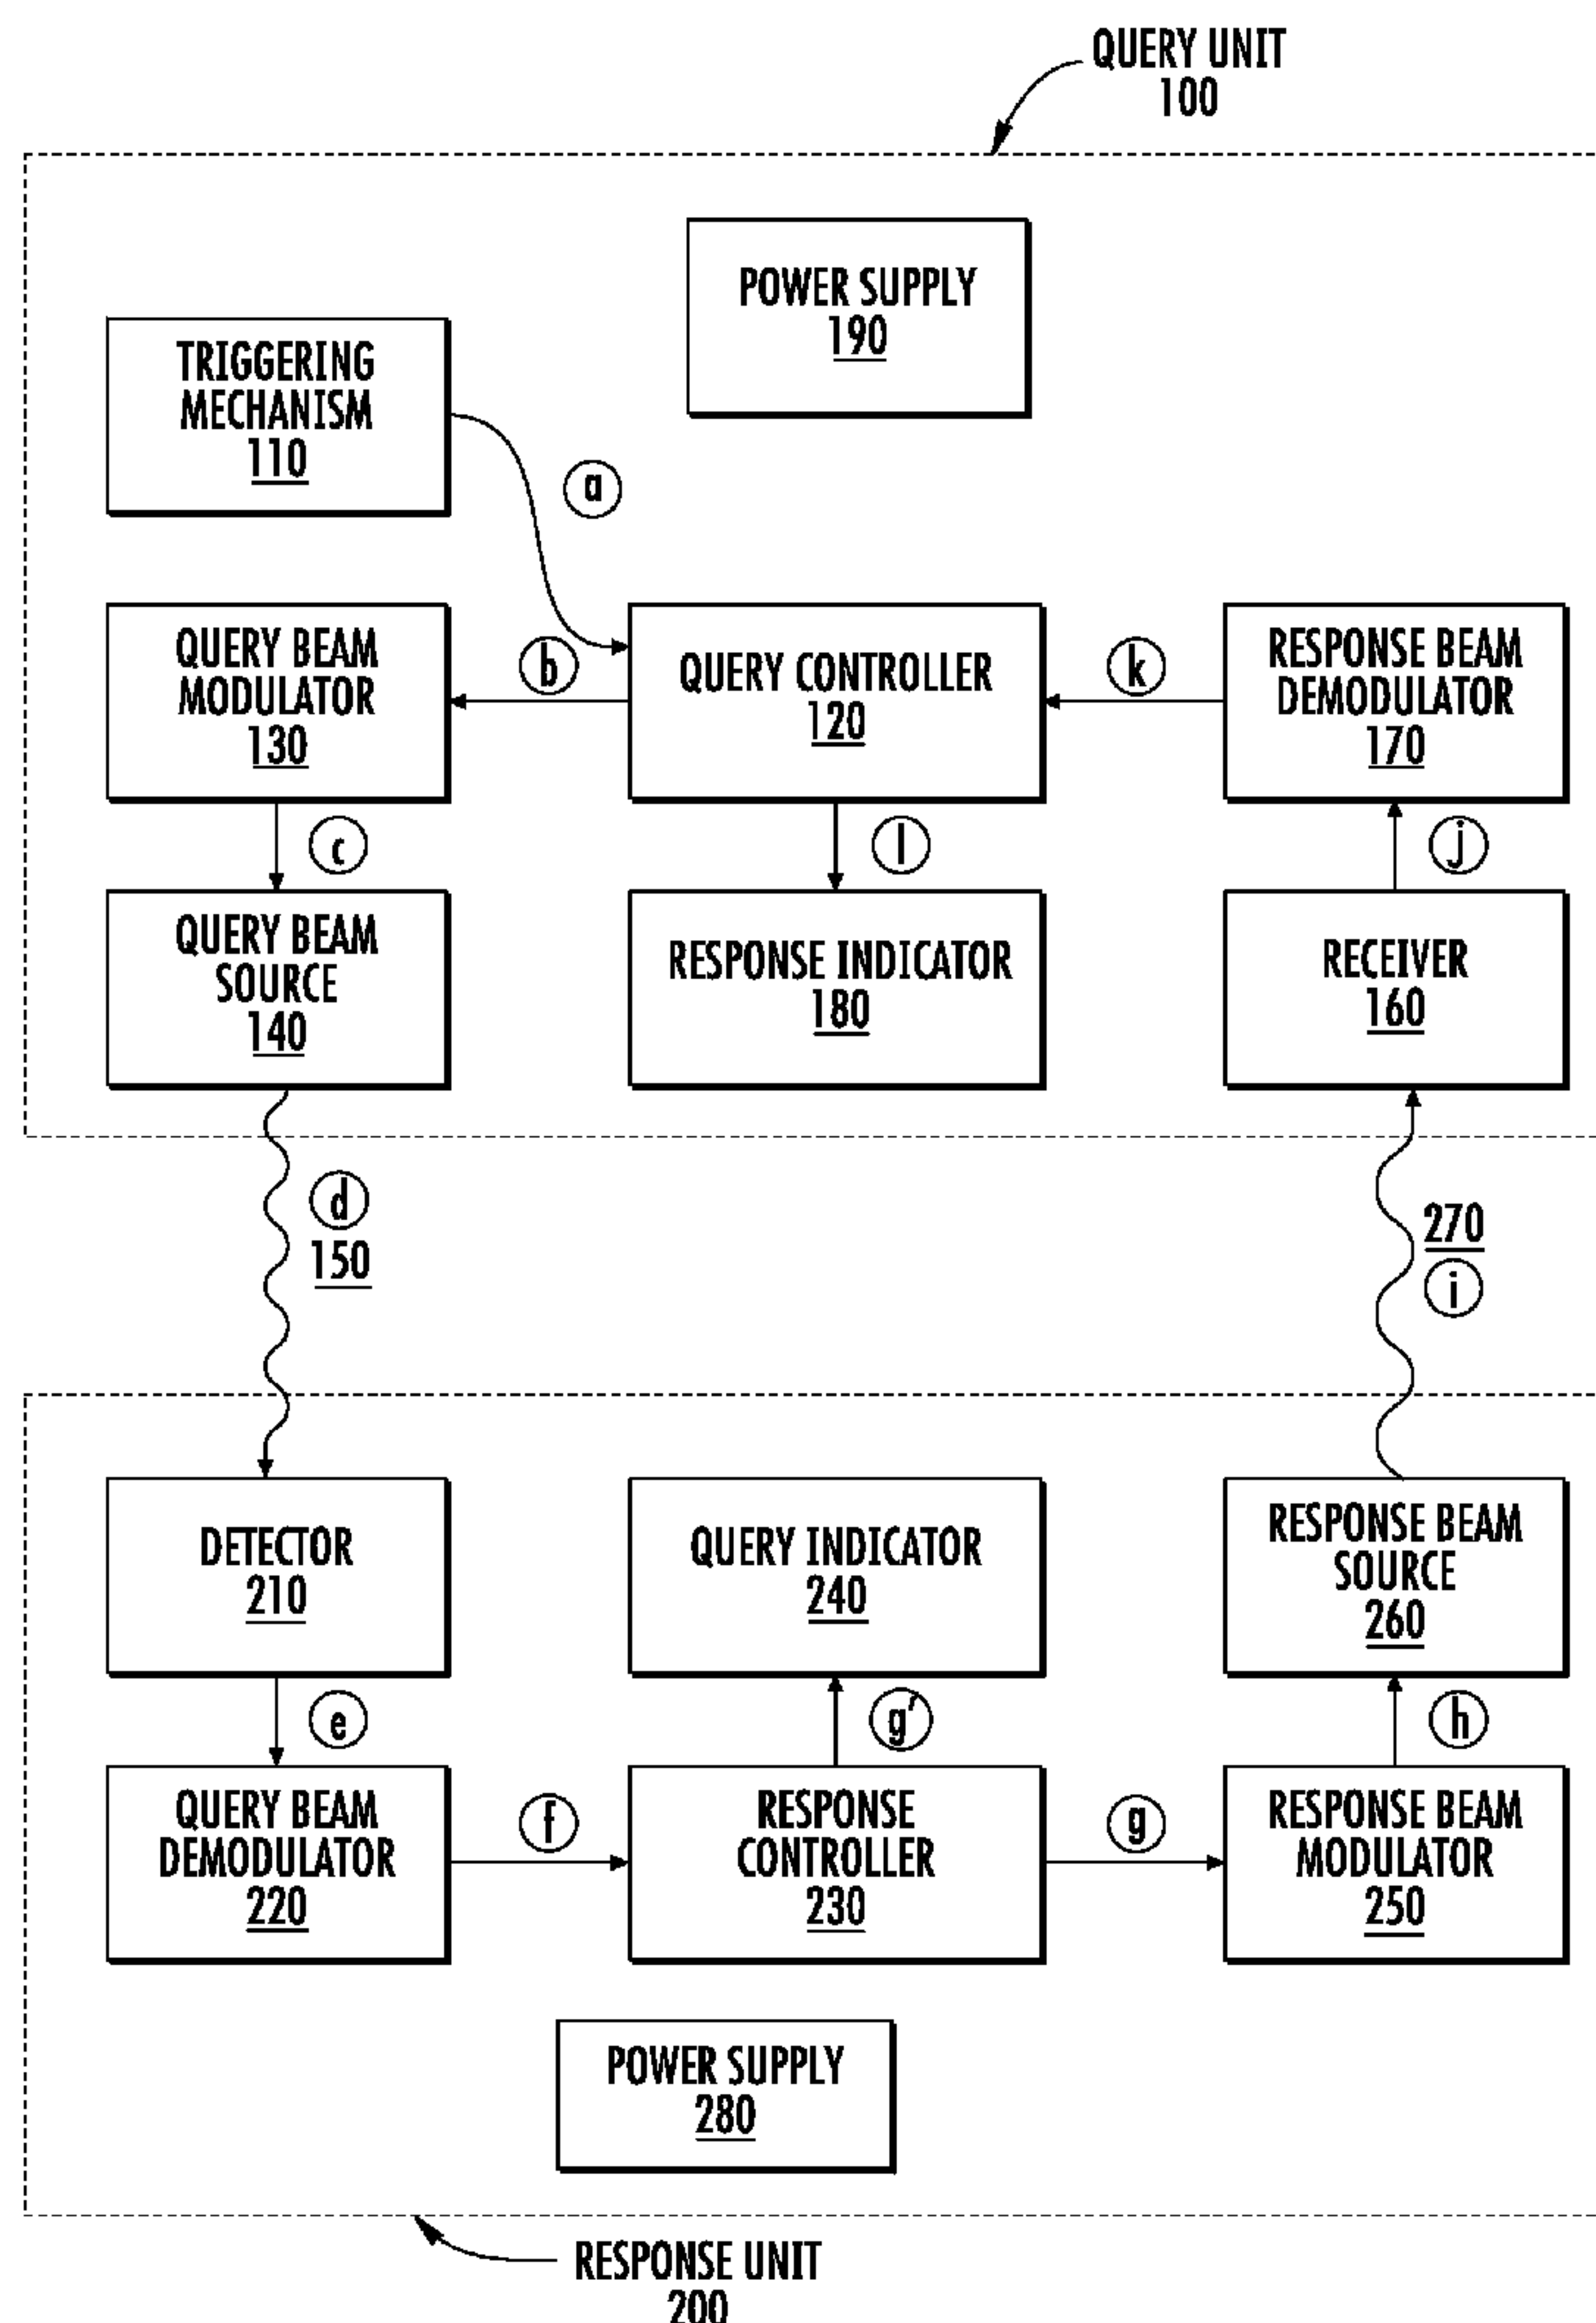 QUERY UNIT
100
POWER SUPPLY
190
TRIGGERING
MECHANISM
110
a
QUERY BEAM
MODULATOR
130
b
QUERY CONTROLLER
120
k
RESPONSE BEAM
DEMODULATOR
170
c
l
j
QUERY BEAM
SOURCE
140
RESPONSE INDICATOR
180
RECEIVER
160
d
150
270
i
DETECTOR
210
QUERY INDICATOR
240
RESPONSE BEAM
SOURCE
260
e
g'
h
QUERY BEAM
DEMODULATOR
220
f
RESPONSE
CONTROLLER
230
g
RESPONSE BEAM
MODULATOR
250
POWER SUPPLY
280
RESPONSE UNIT
200